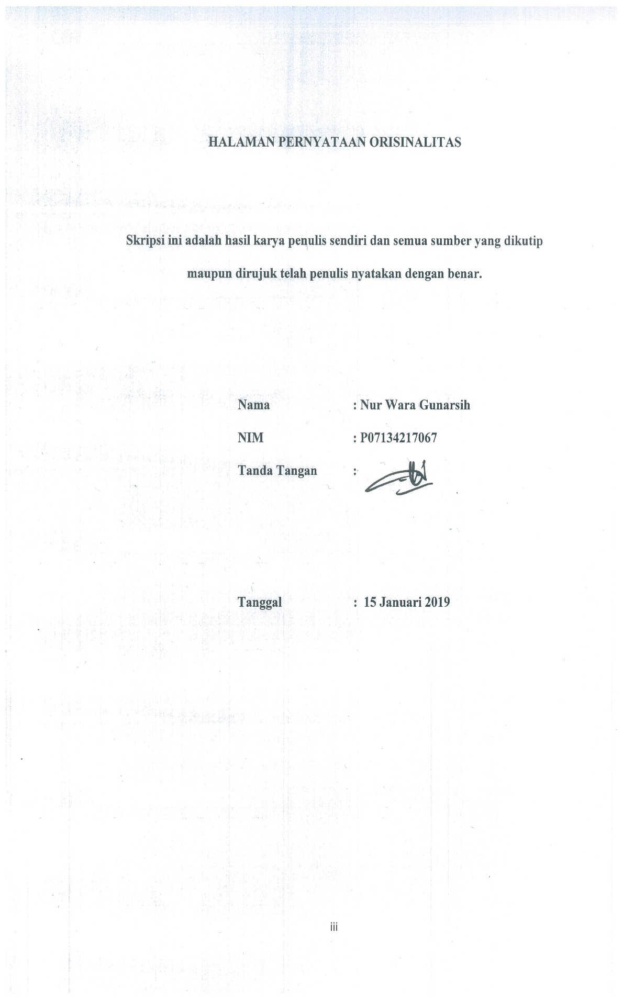 HALAMAN PERNYATAAN ORISINALITAS
Skripsi ini adalah hasil karya penulis sendiri dan semua sumber yang dikutip
maupun dirujuk telah penulis nyatakan dengan benar.
Nama : Nur Wara Gunarsih
NIM : P07134217067
Tanda Tangan :
Tanggal : 15 Januari 2019
iii